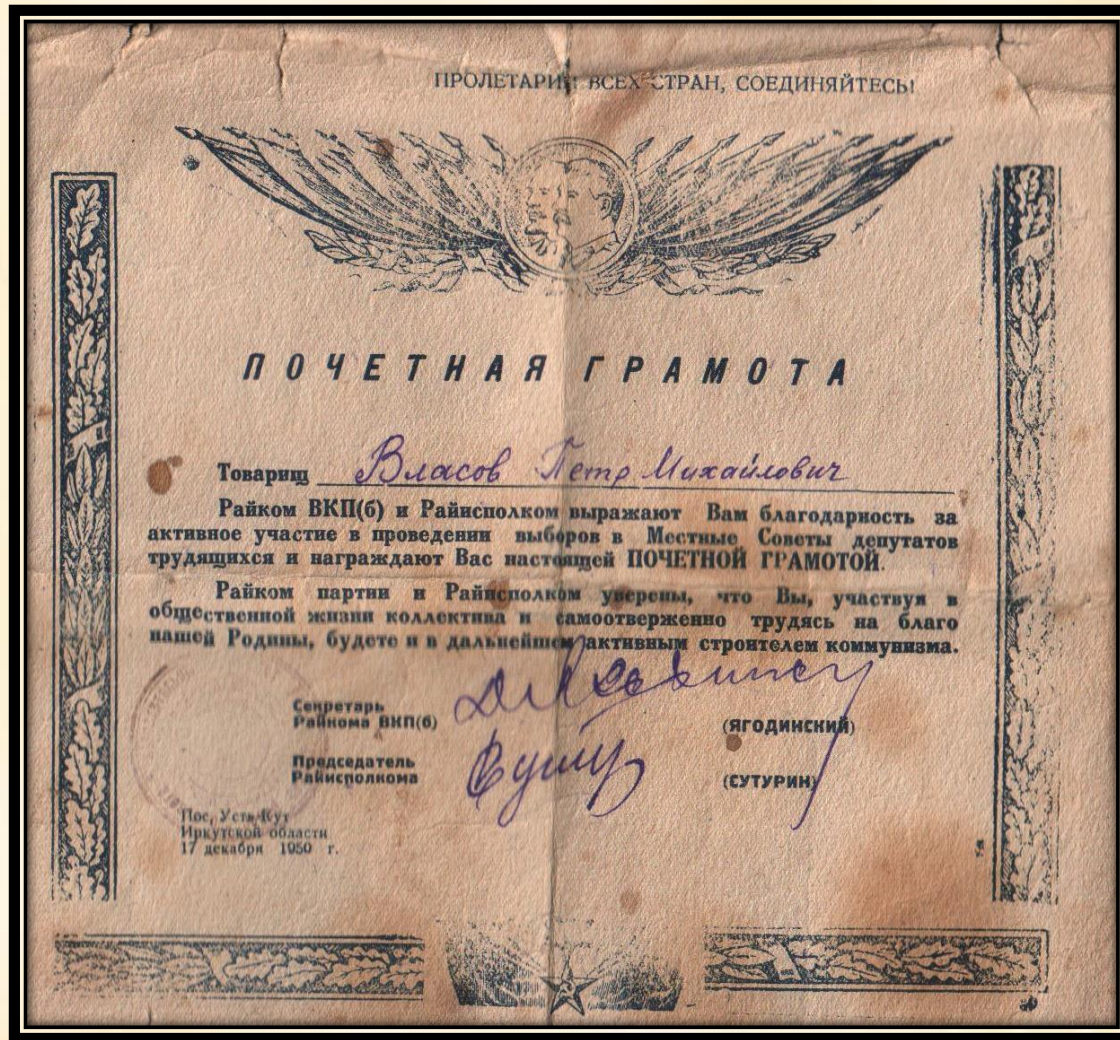 ПРОЛЕТАРИИ ВСЕХ СТРАН, СОЕДИНЯЙТЕСЬ!
ПОЧЕТНАЯ ГРАМОТА
Товарищ Власов Петр Михайлович
Райком ВКП(б) и Райисполком выражают Вам благодарность за
активное участие в проведении выборов в Местные Советы депутатов
трудящихся и награждают Вас настоящей ПОЧЕТНОЙ ГРАМОТОЙ.
Райком партии и Райисполком уверены, что Вы, участвуя в
общественной жизни коллектива и самоотверженно трудясь на благо
нашей Родины, будете и в дальнейшем активным строителем коммунизма.
Секретарь
Райкома ВКП(б) (ЯГОДИНСКИЙ)
Председатель
Райисполкома (СУТУРИН)
Пос, Усть-Кут
Иркутской области
17 декабря 1950 г.